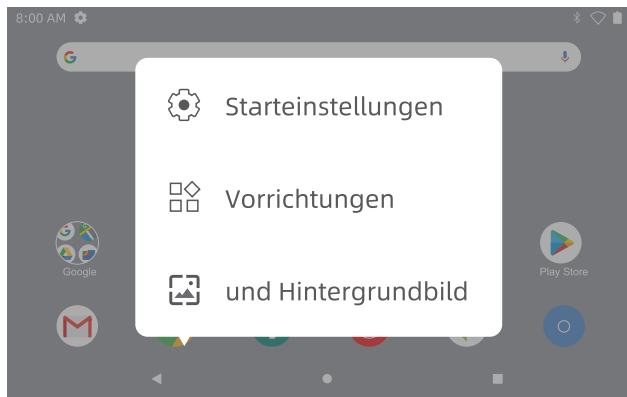 8:00 AM
Starteinstellungen
Vorrichtungen
und Hintergrundbild
Google
Play Store